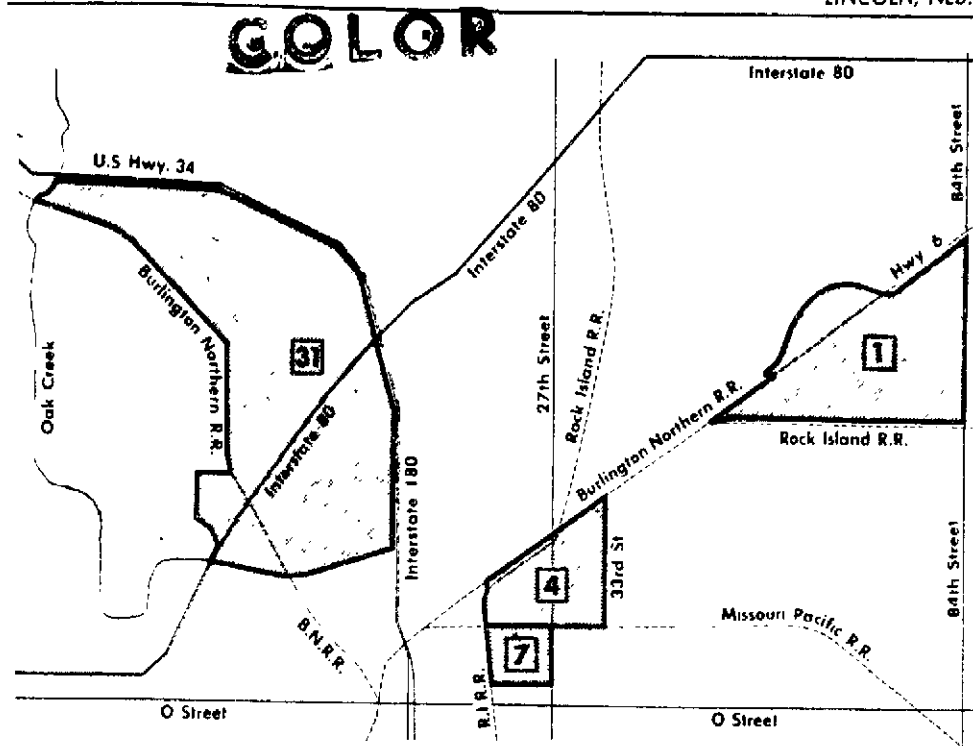 LINCOLN, NEB.
COLOR
Interstate 80
U.S Hwy. 34
84th Street
Interstate 80
Hwy 6
Burlington Northern R.R.
31
1
Oak Creek
27th Street
Rock Island R.R.
Burlington Northern R.R.
Rock Island R.R.
Interstate 80
Interstate 180
4
33rd St
84th Street
B.N.R.R.
7
Missouri Pacific R.R.
R.I R.R.
O Street
O Street